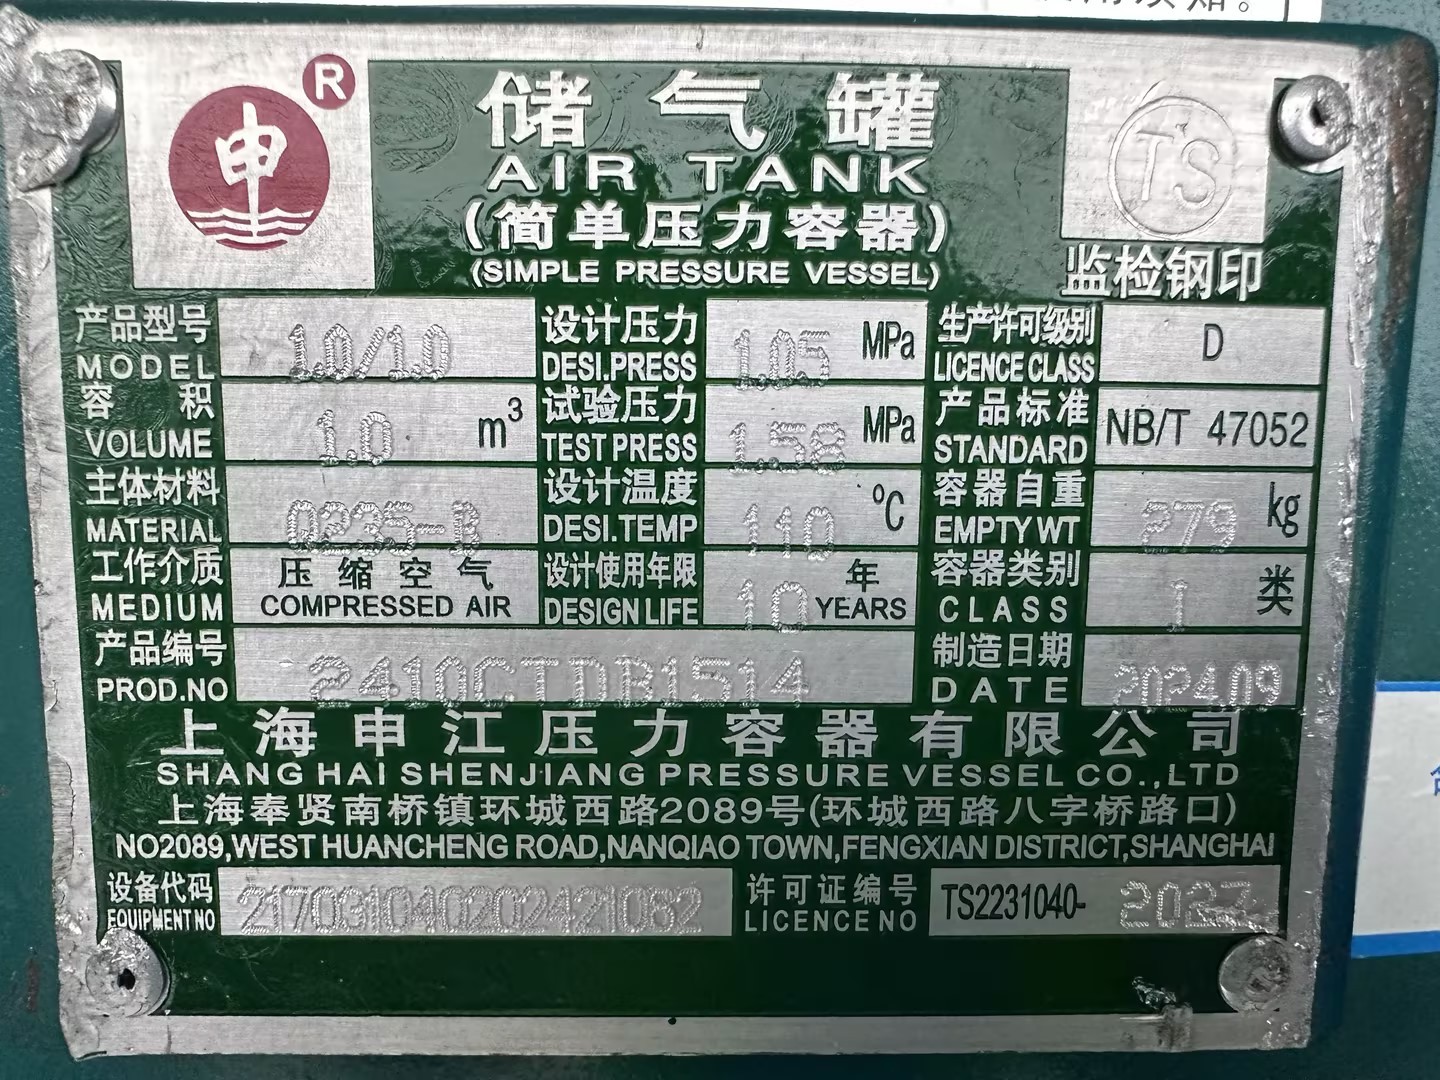 申
R
储气罐
AIR TANK
(简单压力容器)
(SIMPLE PRESSURE VESSEL)
TS
监检钢印
产品型号 MODEL 1.0/1.0
设计压力 DESI.PRESS 1.05 MPa
生产许可级别 LICENCE CLASS D
容积 VOLUME 1.0 m³
试验压力 TEST PRESS 1.58 MPa
产品标准 STANDARD NB/T 47052
主体材料 MATERIAL Q235-B
设计温度 DESI.TEMP 110 ℃
容器自重 EMPTY WT 279 kg
工作介质 MEDIUM 压缩空气 COMPRESSED AIR
设计使用年限 DESIGN LIFE 10 年 YEARS
容器类别 CLASS I 类
产品编号 PROD.NO 2410CTDB1514
制造日期 DATE 2024.09
上海申江压力容器有限公司
SHANG HAI SHENJIANG PRESSURE VESSEL CO.,LTD
上海奉贤南桥镇环城西路2089号(环城西路八字桥路口)
NO2089,WEST HUANCHENG ROAD,NANQIAO TOWN,FENGXIAN DISTRICT,SHANGHAI
设备代码 EQUIPMENT NO 217031040202421082
许可证编号 LICENCE NO TS2231040-2027